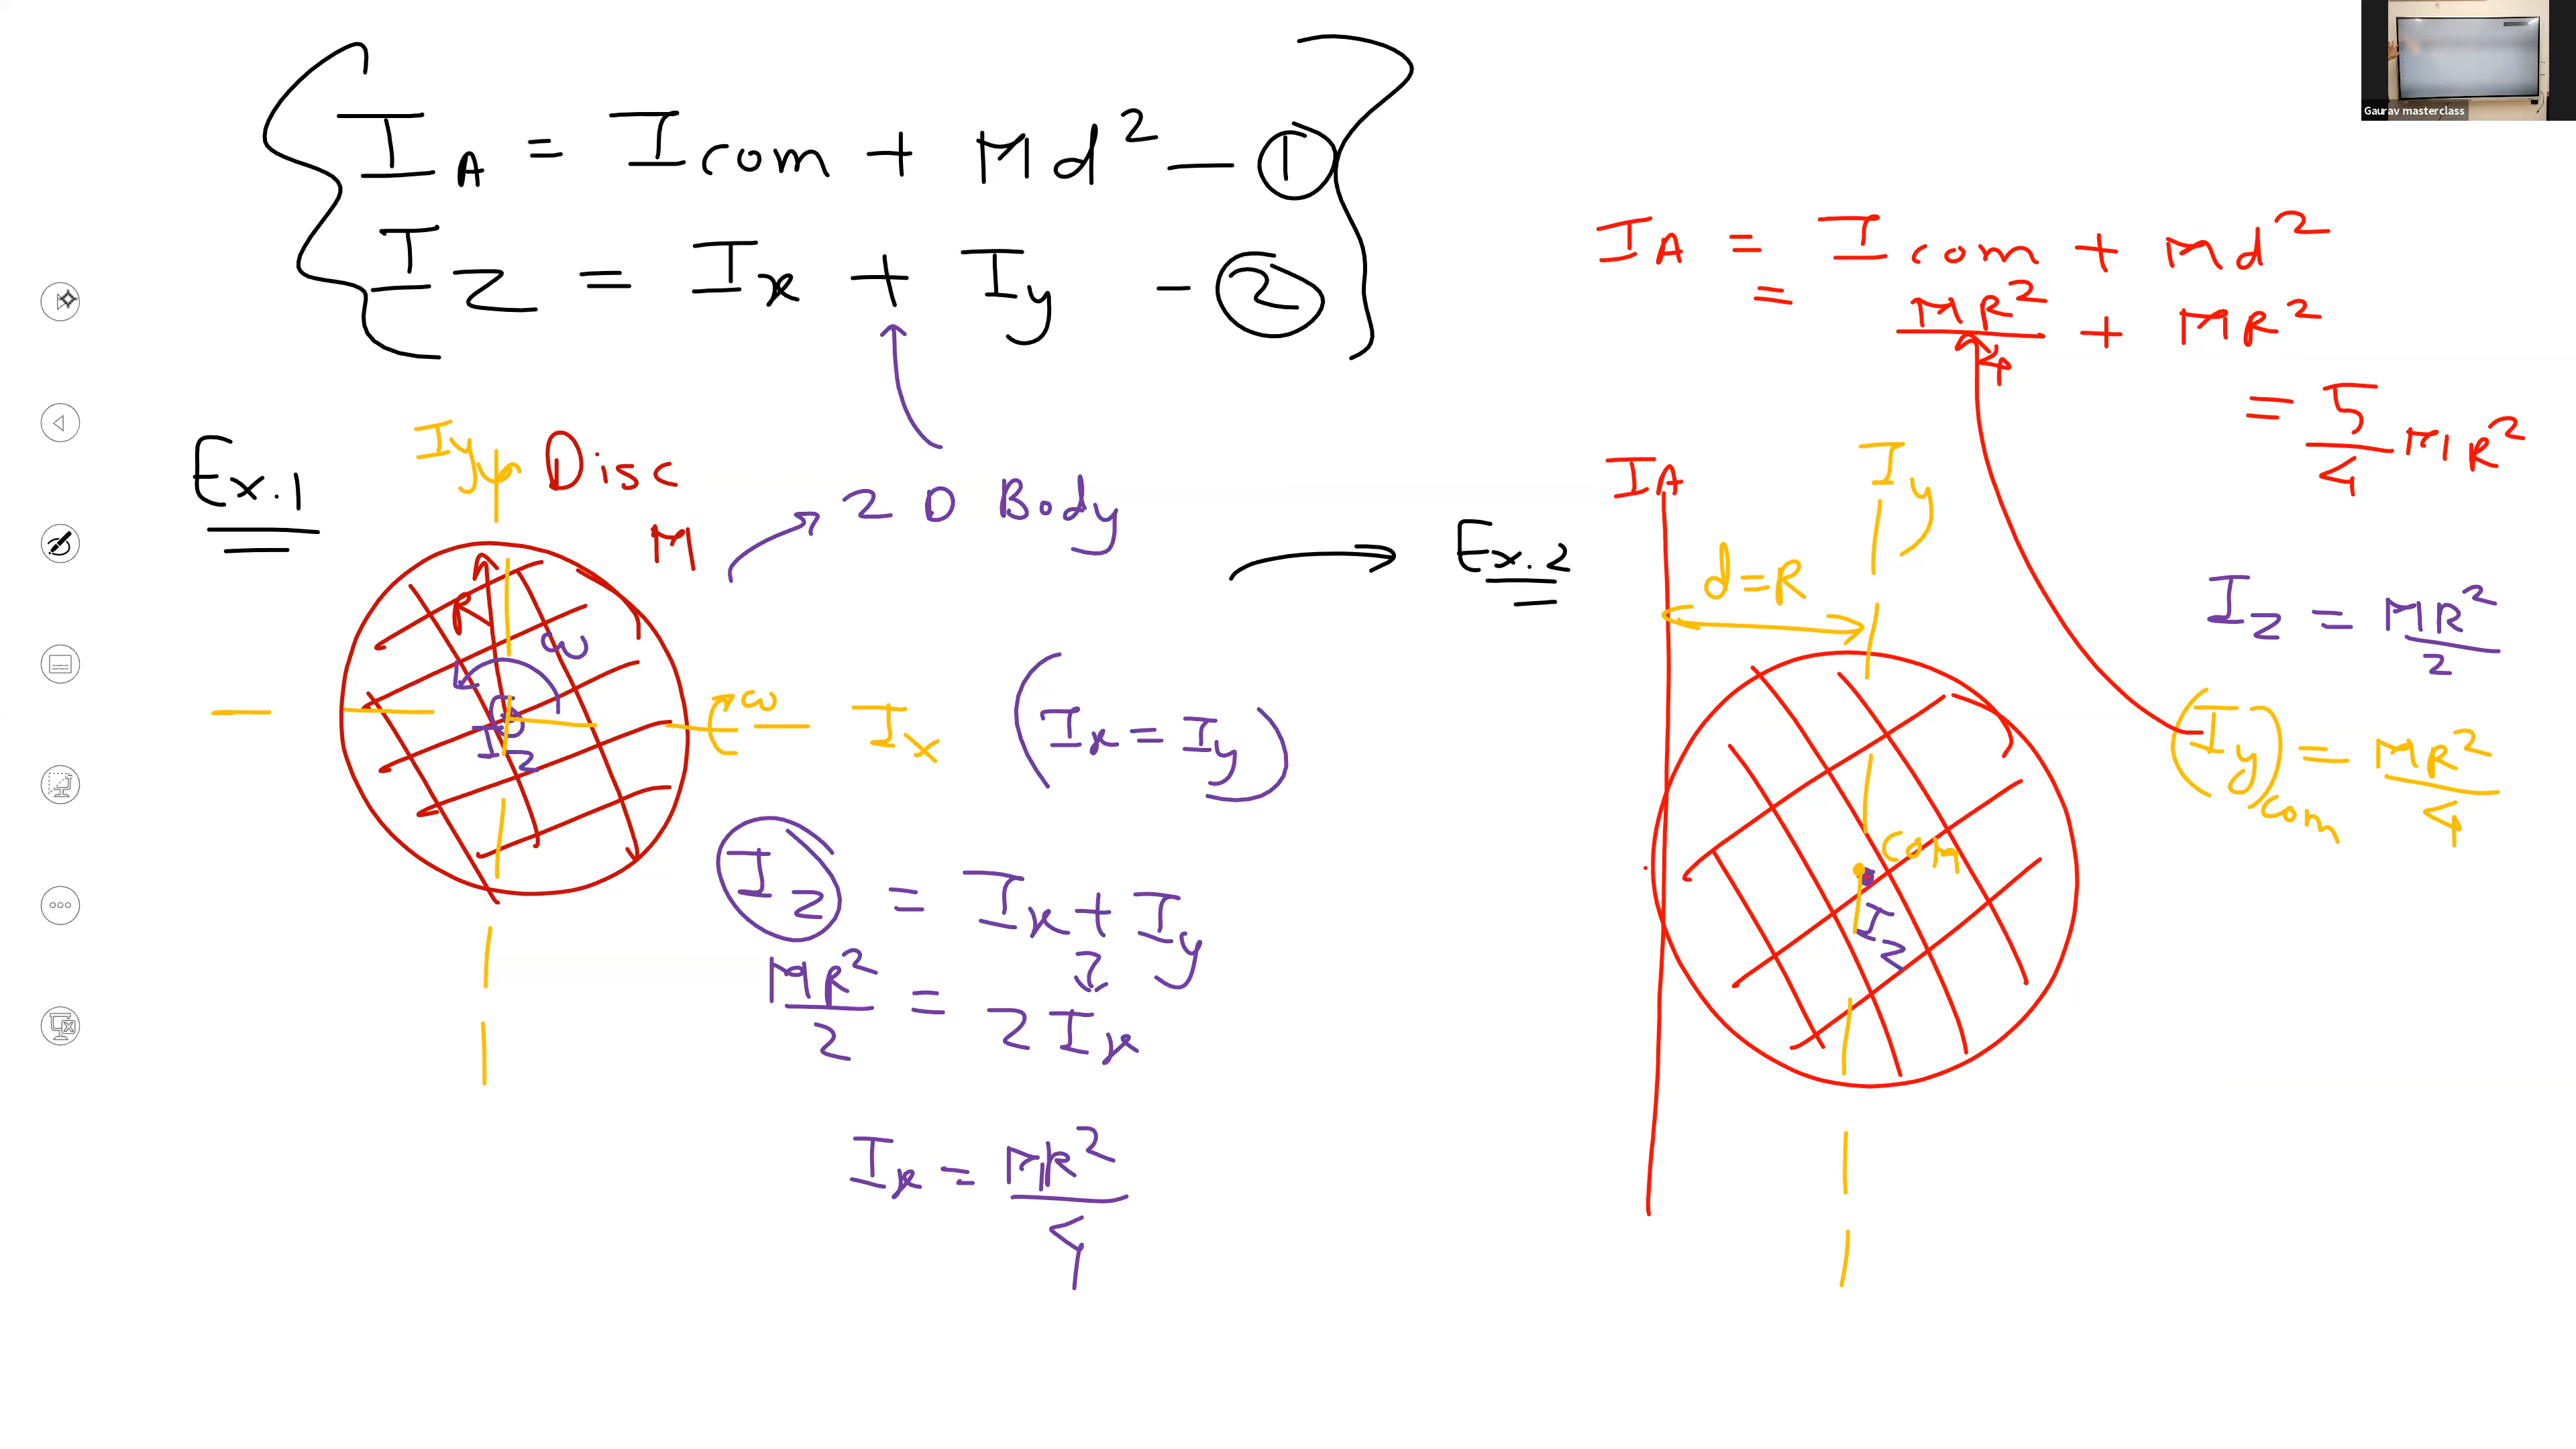 I_A = I_com + Md² — ①
I_Z = I_x + I_y - ②
2 D Body
Ex.1
I_y
Disc
M
R
ω
I_Z
ω
I_x
(I_x = I_y)
I_Z = I_x + I_y
MR²/2 = 2 I_x
I_x = MR²/4
Gaurav masterclass
I_A = I_com + Md²
= MR²/4 + MR²
= 5/4 MR²
Ex.2
I_A
I_y
d=R
com
I_Z
I_Z = MR²/2
(I_y)com = MR²/4